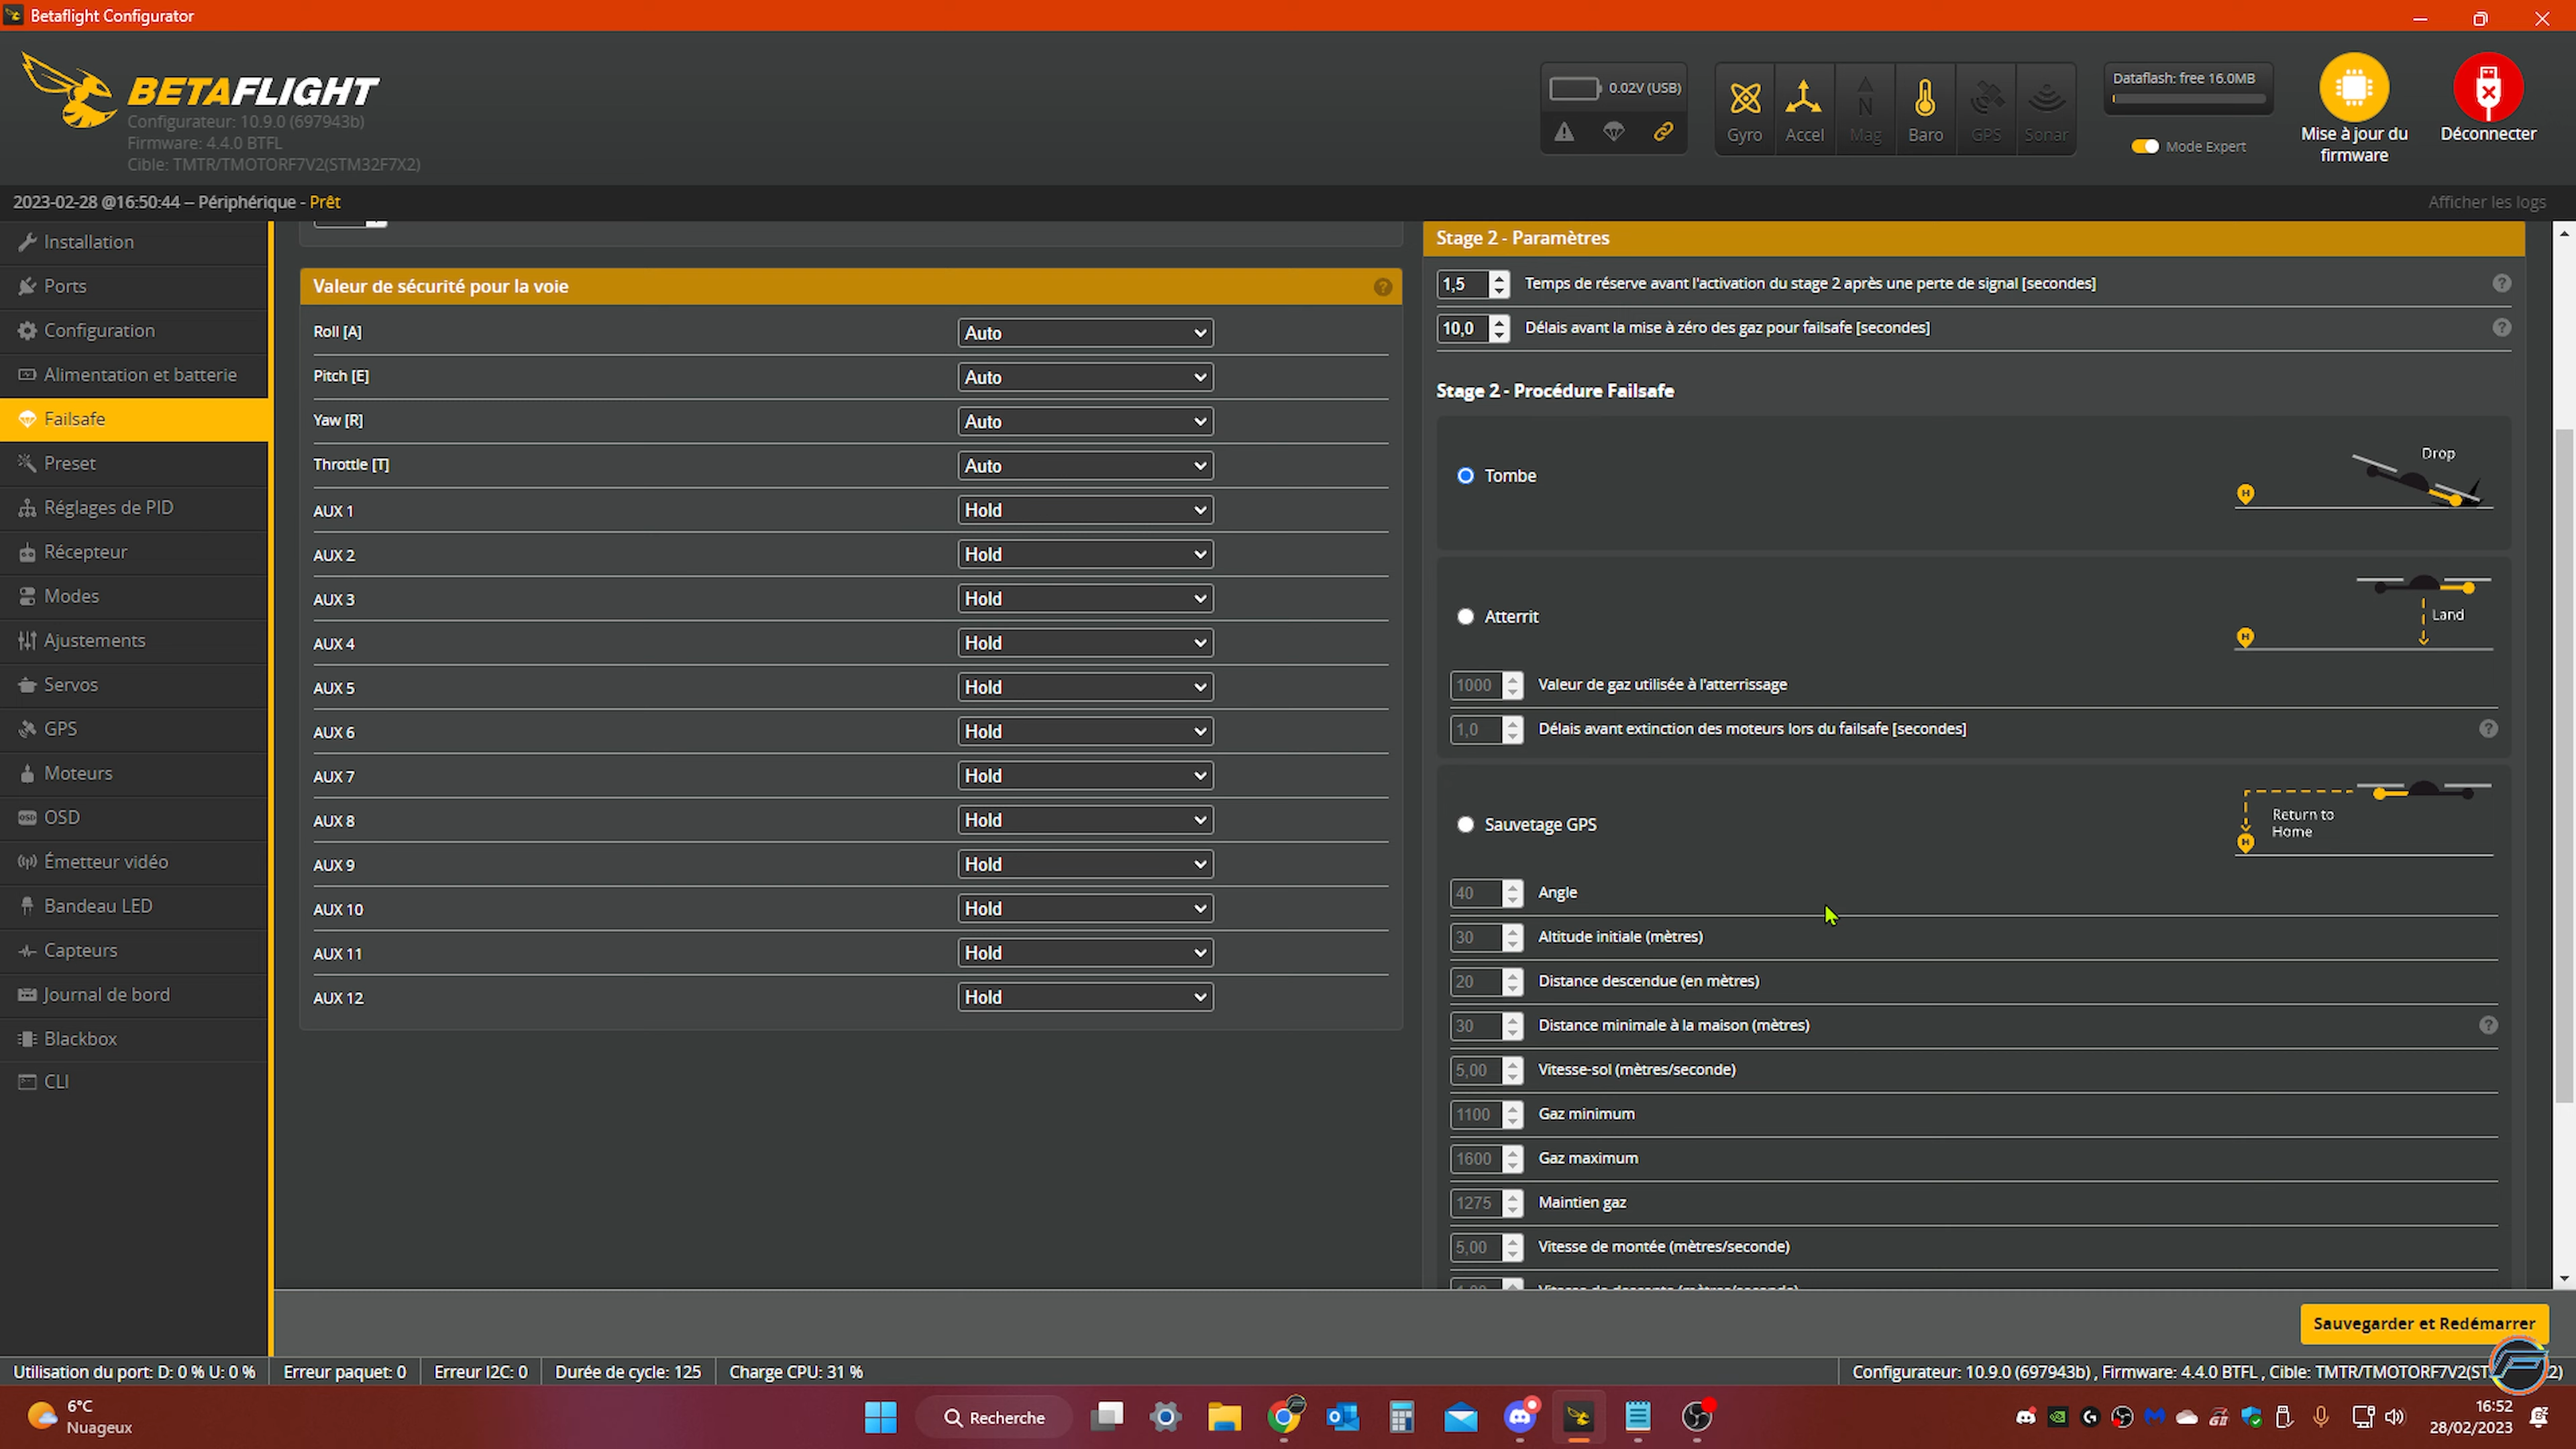 Betaflight Configurator
BETAFLIGHT
Configurateur: 10.9.0 (697943b)
Firmware: 4.4.0 BTFL
Cible: TMTR/TMOTORF7V2(STM32F7X2)
0.02V (USB)
Gyro
Accel
Mag
Baro
GPS
Sonar
Dataflash: free 16.0MB
Mode Expert
Mise à jour du
firmware
Déconnecter
2023-02-28 @16:50:44 -- Périphérique - Prêt
Afficher les logs
Installation
Ports
Configuration
Alimentation et batterie
Failsafe
Preset
Réglages de PID
Récepteur
Modes
Ajustements
Servos
GPS
Moteurs
OSD
Émetteur vidéo
Bandeau LED
Capteurs
Journal de bord
Blackbox
CLI
Valeur de sécurité pour la voie
Roll [A] Auto
Pitch [E] Auto
Yaw [R] Auto
Throttle [T] Auto
AUX 1 Hold
AUX 2 Hold
AUX 3 Hold
AUX 4 Hold
AUX 5 Hold
AUX 6 Hold
AUX 7 Hold
AUX 8 Hold
AUX 9 Hold
AUX 10 Hold
AUX 11 Hold
AUX 12 Hold
Stage 2 - Paramètres
1,5 Temps de réserve avant l'activation du stage 2 après une perte de signal [secondes]
10,0 Délais avant la mise à zéro des gaz pour failsafe [secondes]
Stage 2 - Procédure Failsafe
Tombe
Drop
H
Atterrit
Land
H
1000 Valeur de gaz utilisée à l'atterrissage
1,0 Délais avant extinction des moteurs lors du failsafe [secondes]
Sauvetage GPS
Return to
Home
H
40 Angle
30 Altitude initiale (mètres)
20 Distance descendue (en mètres)
30 Distance minimale à la maison (mètres)
5,00 Vitesse-sol (mètres/seconde)
1100 Gaz minimum
1600 Gaz maximum
1275 Maintien gaz
5,00 Vitesse de montée (mètres/seconde)
Sauvegarder et Redémarrer
Utilisation du port: D: 0 % U: 0 %
Erreur paquet: 0
Erreur I2C: 0
Durée de cycle: 125
Charge CPU: 31 %
Configurateur: 10.9.0 (697943b) , Firmware: 4.4.0 BTFL , Cible: TMTR/TMOTORF7V2(ST
6°C
Nuageux
Recherche
16:52
28/02/2023